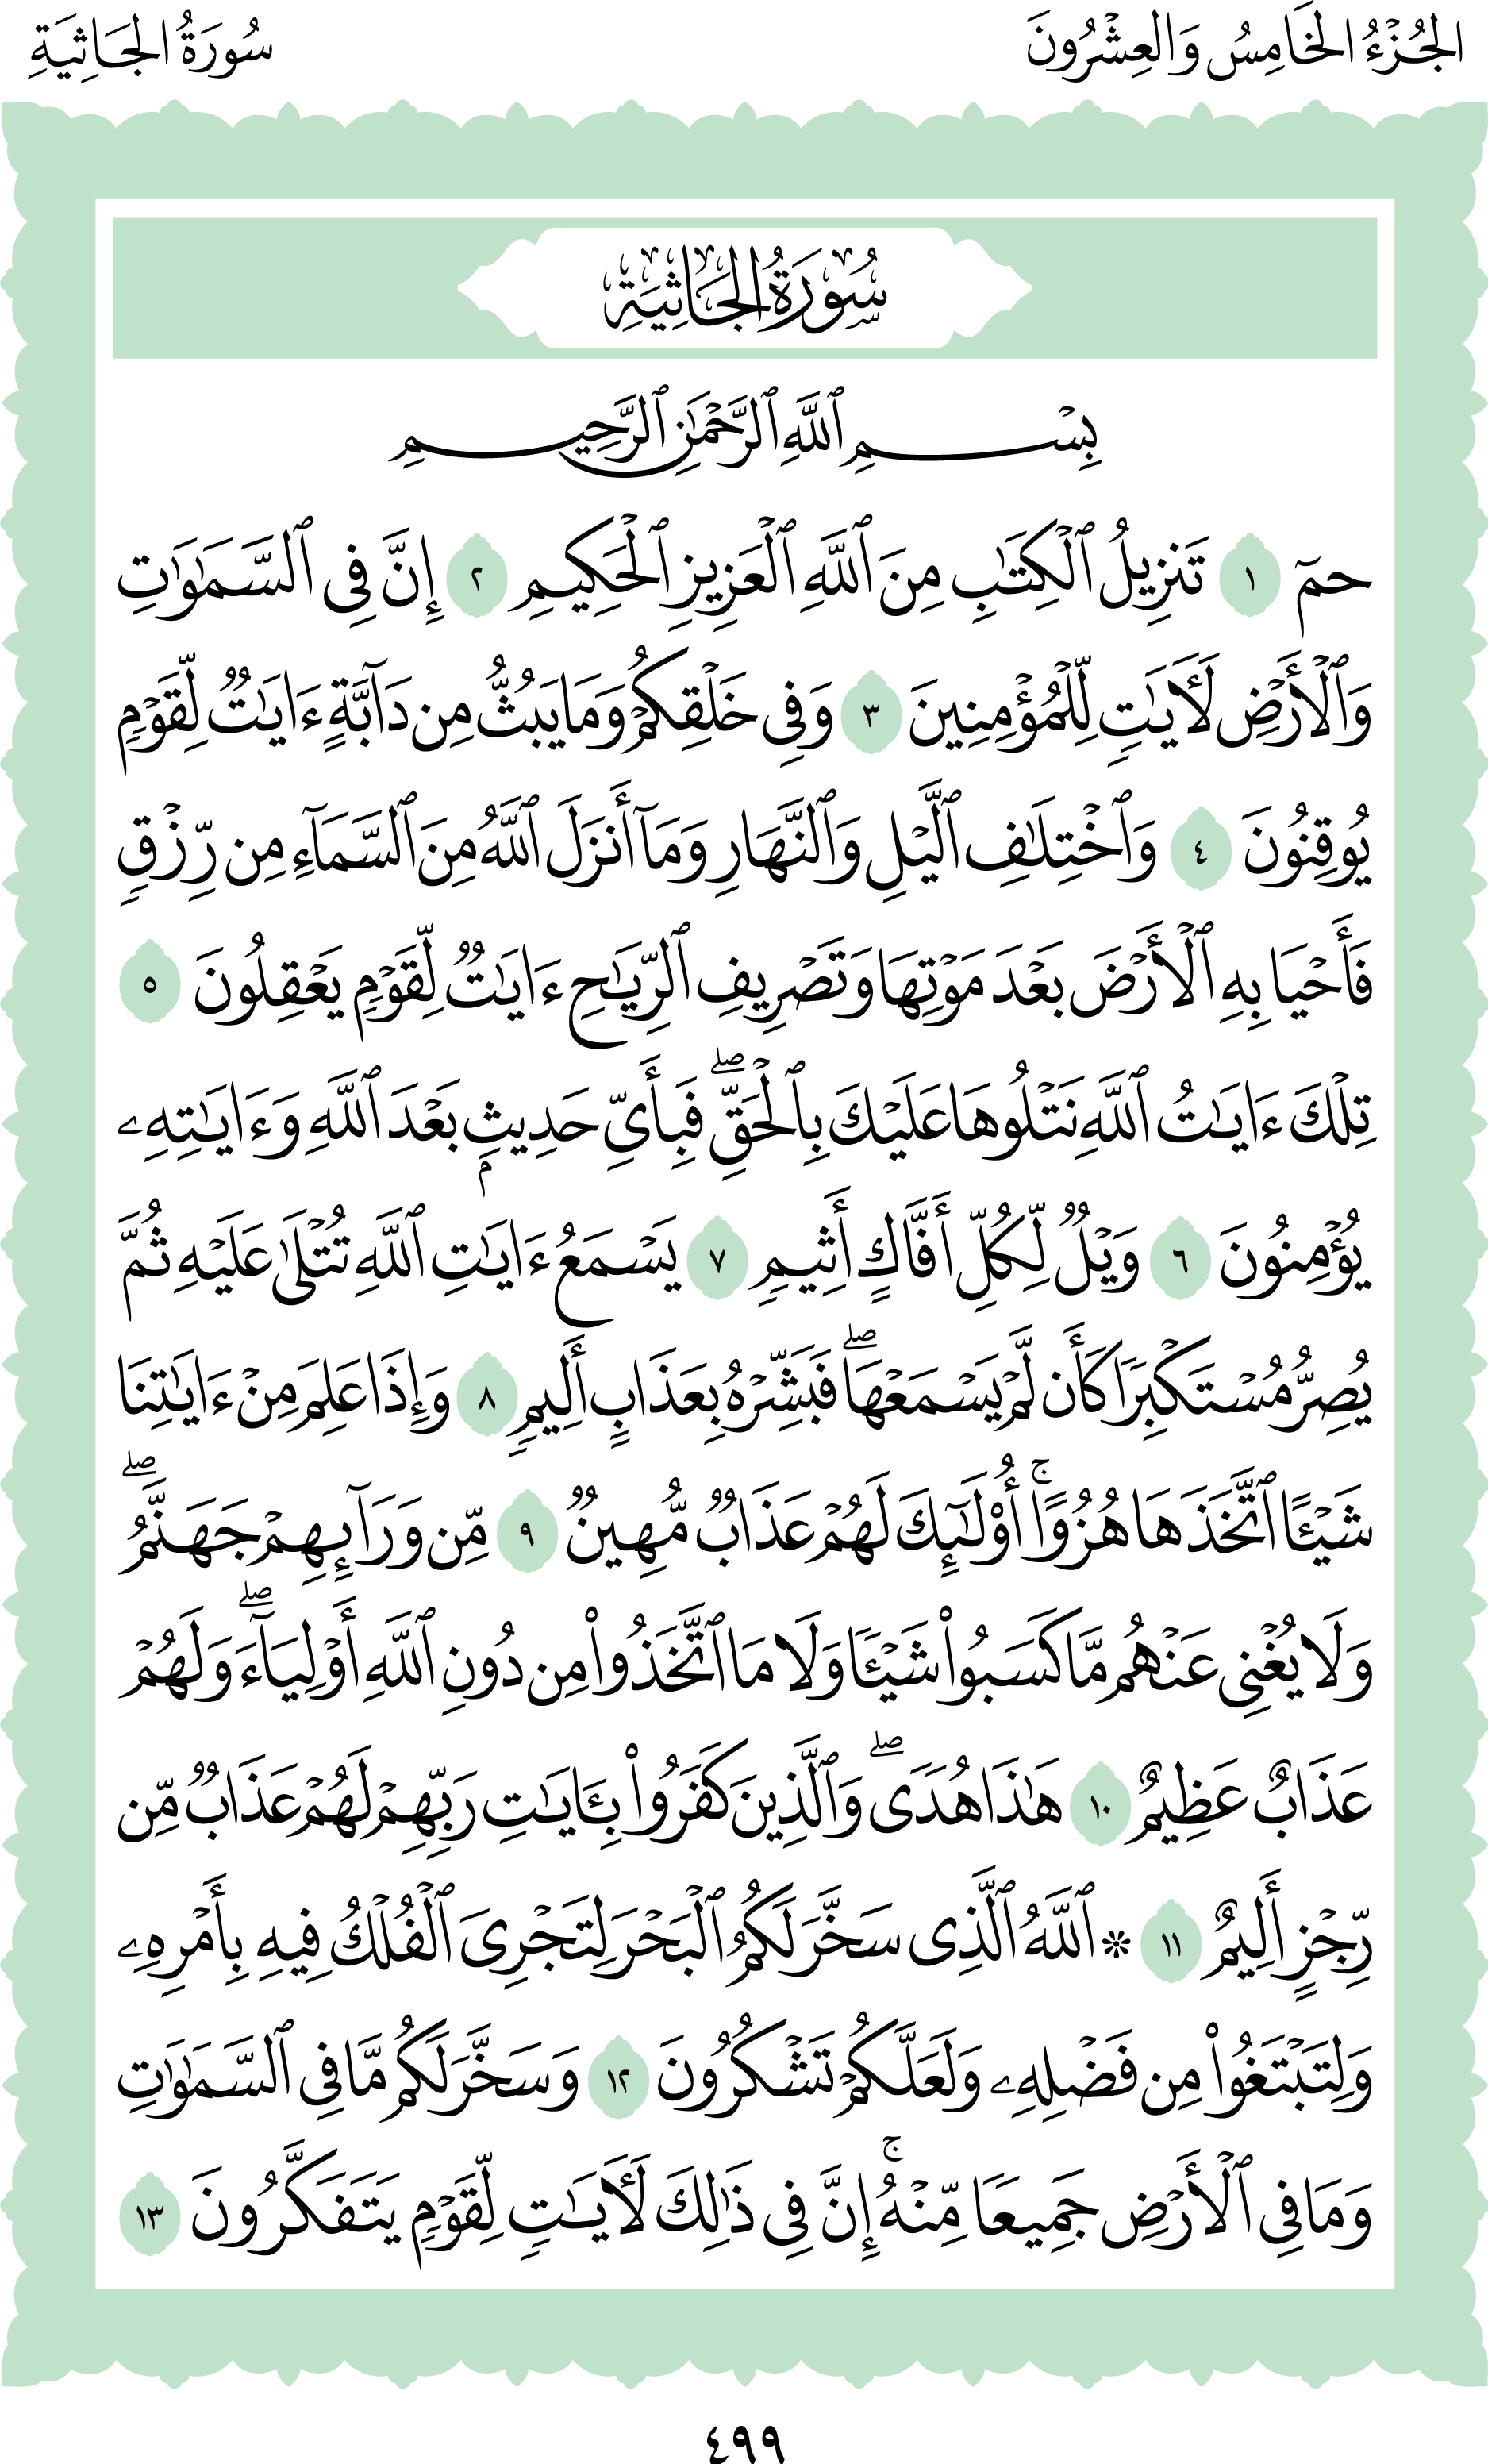 الجُزْءُ الخَامِسُ وَالعِشْرُونَ
سُورَةُ الجَاثِيَةِ
سُورَةُ الجَاثِيَةِ
بِسْمِ ٱللَّهِ ٱلرَّحْمَٰنِ ٱلرَّحِيمِ
حمٓ ١ تَنزِيلُ ٱلْكِتَٰبِ مِنَ ٱللَّهِ ٱلْعَزِيزِ ٱلْحَكِيمِ ٢ إِنَّ فِى ٱلسَّمَٰوَٰتِ
وَٱلْأَرْضِ لَـَٔايَٰتٍ لِّلْمُؤْمِنِينَ ٣ وَفِى خَلْقِكُمْ وَمَا يَبُثُّ مِن دَآبَّةٍ ءَايَٰتٌ لِّقَوْمٍ
يُوقِنُونَ ٤ وَٱخْتِلَٰفِ ٱلَّيْلِ وَٱلنَّهَارِ وَمَآ أَنزَلَ ٱللَّهُ مِنَ ٱلسَّمَآءِ مِن رِّزْقٍ
فَأَحْيَا بِهِ ٱلْأَرْضَ بَعْدَ مَوْتِهَا وَتَصْرِيفِ ٱلرِّيَٰحِ ءَايَٰتٌ لِّقَوْمٍ يَعْقِلُونَ ٥
تِلْكَ ءَايَٰتُ ٱللَّهِ نَتْلُوهَا عَلَيْكَ بِٱلْحَقِّۖ فَبِأَىِّ حَدِيثٍۭ بَعْدَ ٱللَّهِ وَءَايَٰتِهِۦ
يُؤْمِنُونَ ٦ وَيْلٌ لِّكُلِّ أَفَّاكٍ أَثِيمٍ ٧ يَسْمَعُ ءَايَٰتِ ٱللَّهِ تُتْلَىٰ عَلَيْهِ ثُمَّ
يُصِرُّ مُسْتَكْبِرًا كَأَن لَّمْ يَسْمَعْهَاۖ فَبَشِّرْهُ بِعَذَابٍ أَلِيمٍ ٨ وَإِذَا عَلِمَ مِنْ ءَايَٰتِنَا
شَيْـًٔا ٱتَّخَذَهَا هُزُوًاۚ أُو۟لَٰٓئِكَ لَهُمْ عَذَابٌ مُّهِينٌ ٩ مِّن وَرَآئِهِمْ جَهَنَّمُۖ
وَلَا يُغْنِى عَنْهُم مَّا كَسَبُوا۟ شَيْـًٔا وَلَا مَا ٱتَّخَذُوا۟ مِن دُونِ ٱللَّهِ أَوْلِيَآءَۖ وَلَهُمْ
عَذَابٌ عَظِيمٌ ١٠ هَٰذَا هُدًىۖ وَٱلَّذِينَ كَفَرُوا۟ بِـَٔايَٰتِ رَبِّهِمْ لَهُمْ عَذَابٌ مِّن
رِّجْزٍ أَلِيمٌ ١١ ۞ ٱللَّهُ ٱلَّذِى سَخَّرَ لَكُمُ ٱلْبَحْرَ لِتَجْرِىَ ٱلْفُلْكُ فِيهِ بِأَمْرِهِۦ
وَلِتَبْتَغُوا۟ مِن فَضْلِهِۦ وَلَعَلَّكُمْ تَشْكُرُونَ ١٢ وَسَخَّرَ لَكُم مَّا فِى ٱلسَّمَٰوَٰتِ
وَمَا فِى ٱلْأَرْضِ جَمِيعًا مِّنْهُۚ إِنَّ فِى ذَٰلِكَ لَـَٔايَٰتٍ لِّقَوْمٍ يَتَفَكَّرُونَ ١٣
٤٩٩